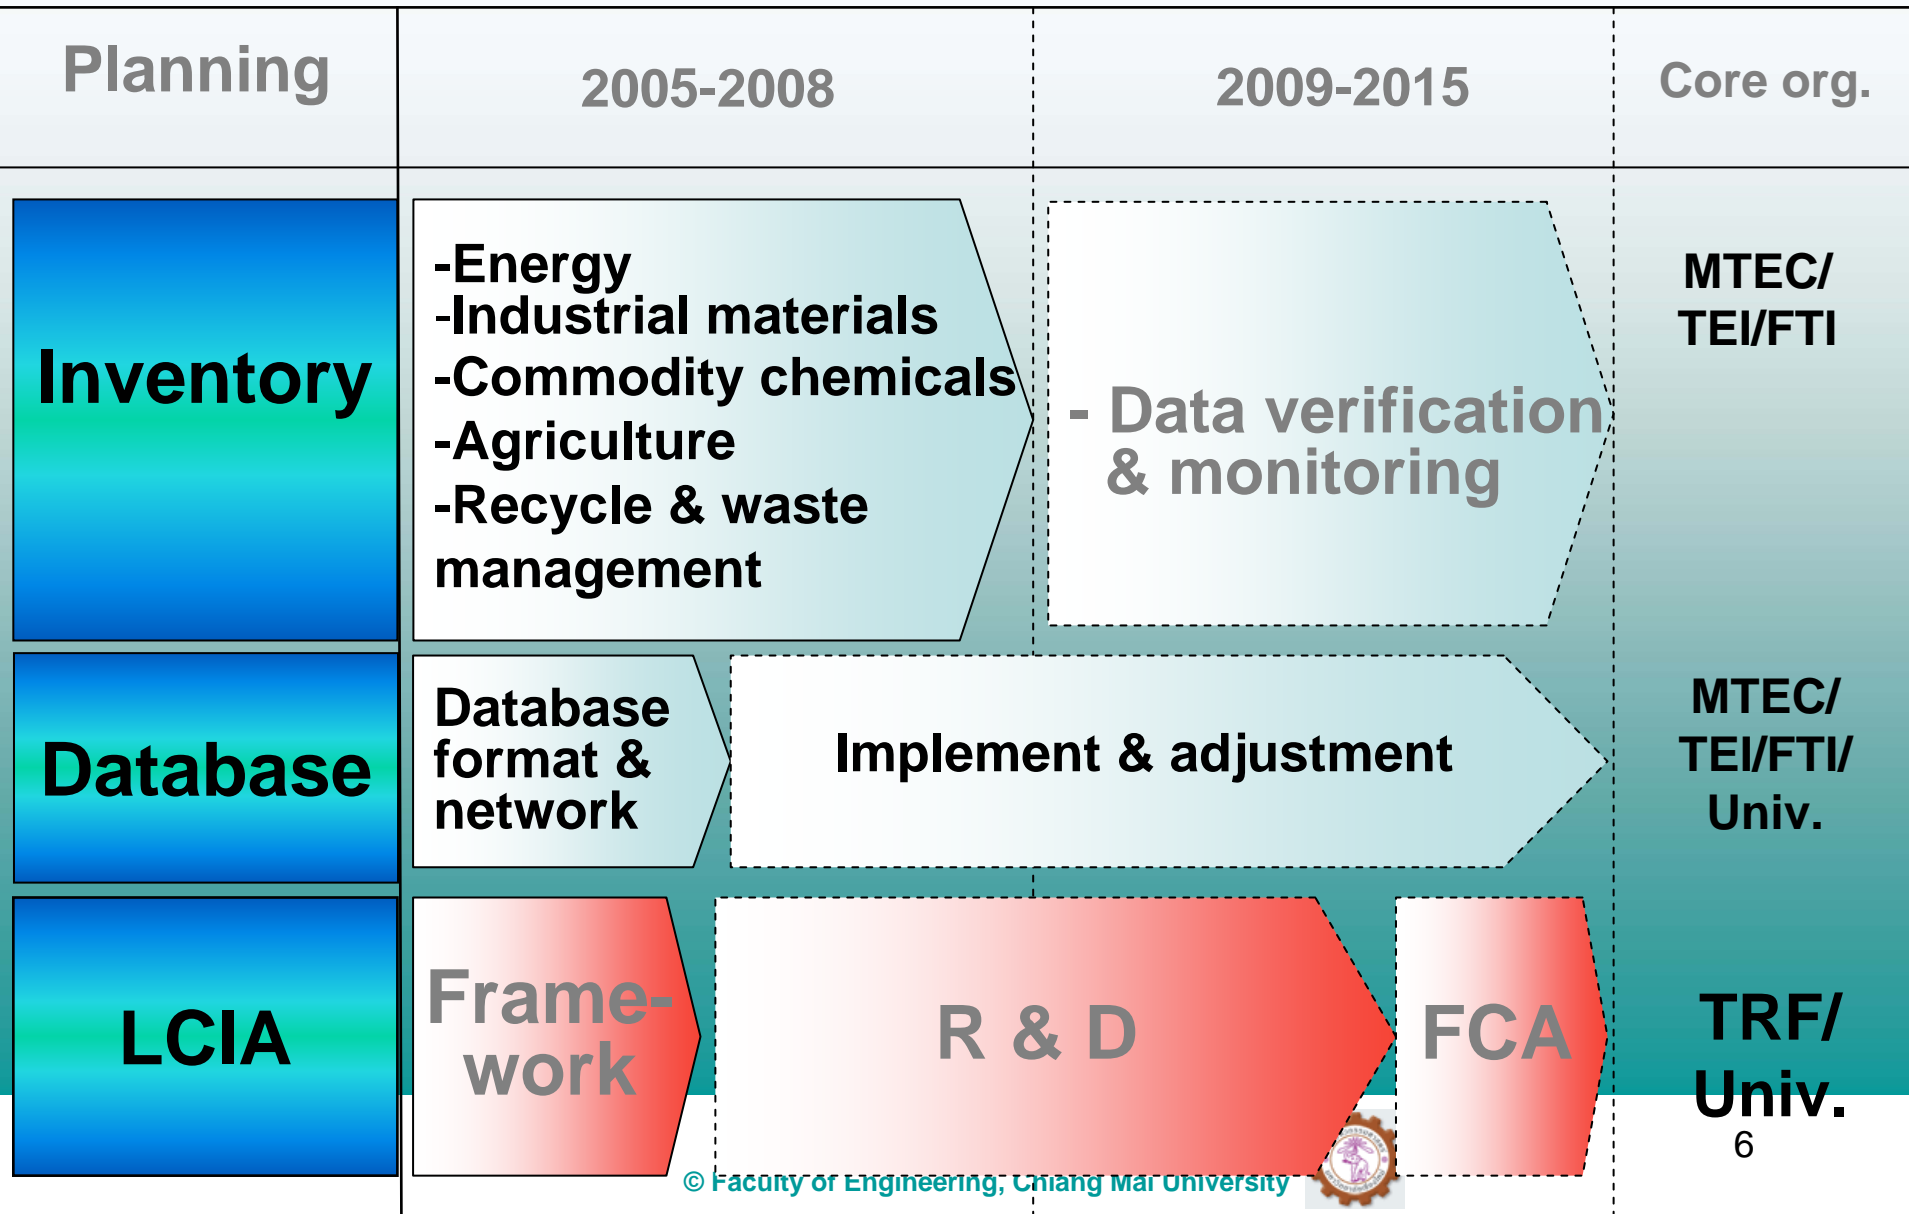 Planning
2005-2008
2009-2015
Core org.
Inventory
-Energy
-Industrial materials
-Commodity chemicals
-Agriculture
-Recycle & waste
management
- Data verification
& monitoring
MTEC/
TEI/FTI
Database
Database
format &
network
Implement & adjustment
MTEC/
TEI/FTI/
Univ.
LCIA
Frame-
work
R & D
FCA
TRF/
Univ.
6
© Faculty of Engineering, Chiang Mai University